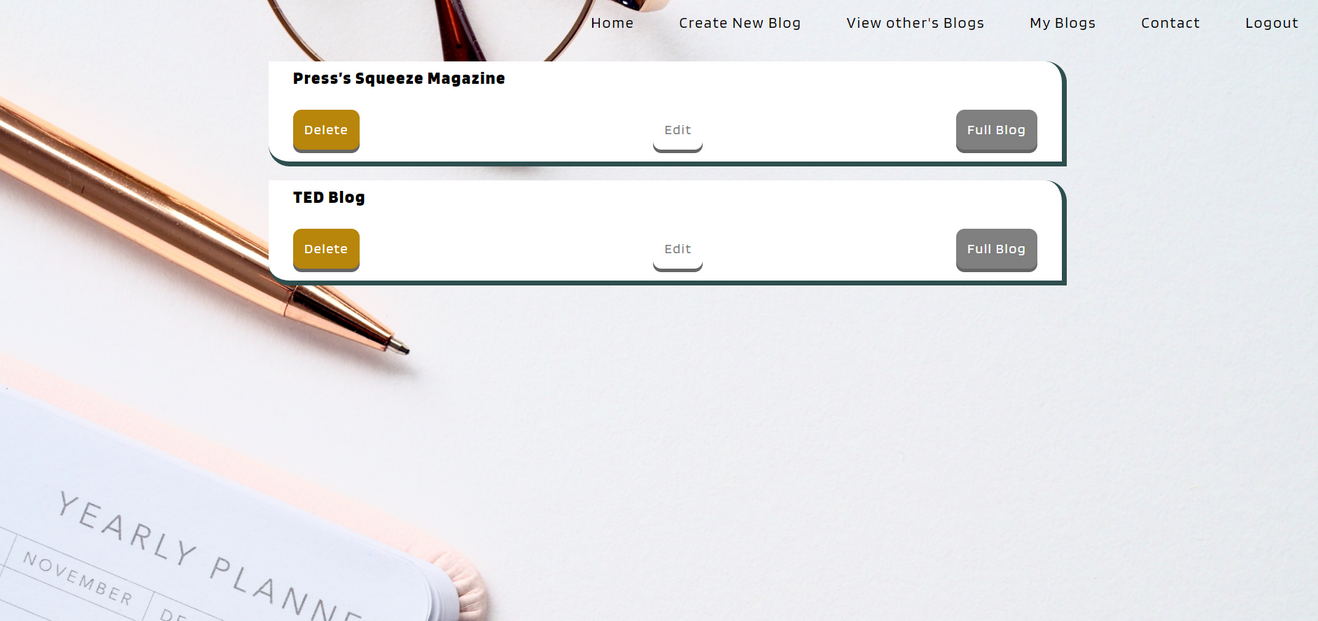 Home Create New Blog View other's Blogs My Blogs Contact Logout
Press's Squeeze Magazine
Delete Edit Full Blog
TED Blog
Delete Edit Full Blog
YEARLY PLANNE
NOVEMBER DE